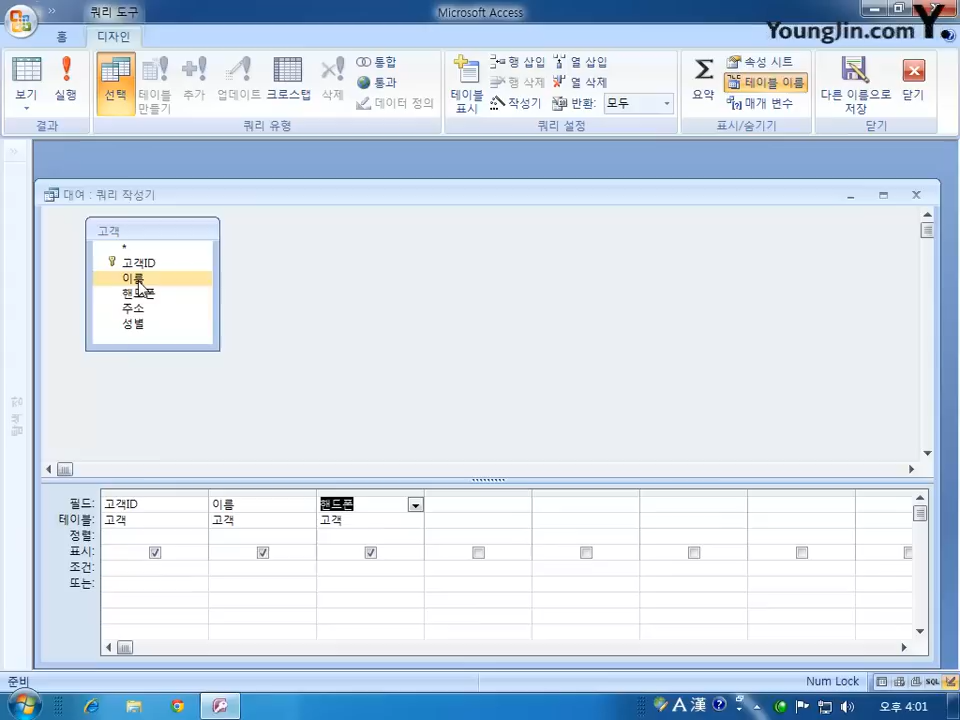 쿼리 도구
Microsoft Access
YoungJin.com
홈
디자인
보기
실행
결과
선택
테이블
만들기
추가
업데이트
크로스탭
삭제
통합
통과
데이터 정의
쿼리 유형
테이블
표시
행 삽입
행 삭제
작성기
열 삽입
열 삭제
반환:
모두
쿼리 설정
요약
속성 시트
테이블 이름
매개 변수
표시/숨기기
다른 이름으로
저장
닫기
닫기
대여 : 쿼리 작성기
고객
*
고객ID
이름
핸드폰
주소
성별
탐색 창
필드: 고객ID 이름 핸드폰
테이블: 고객 고객 고객
정렬:
표시:
조건:
또는:
준비
Num Lock
SQL
A 漢
오후 4:01